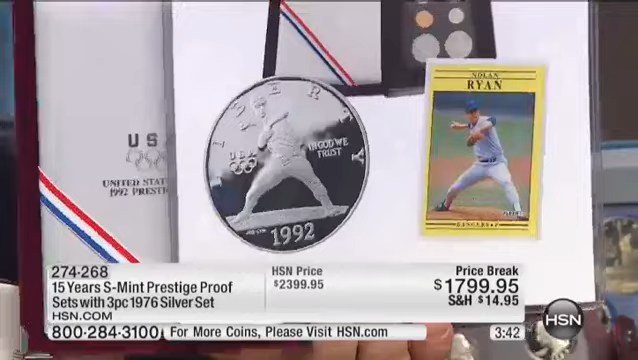 NOLAN
RYAN
LIBERTY
USA
IN GOD WE
TRUST
1992
RANGERS
USA
UNITED STAT
1992 PREST
274-268
15 Years S-Mint Prestige Proof
Sets with 3pc 1976 Silver Set
HSN.COM
HSN Price
$2399.95
Price Break
$1799.95
S&H $14.95
800-284-3100
For More Coins, Please Visit HSN.com
3:42
HSN